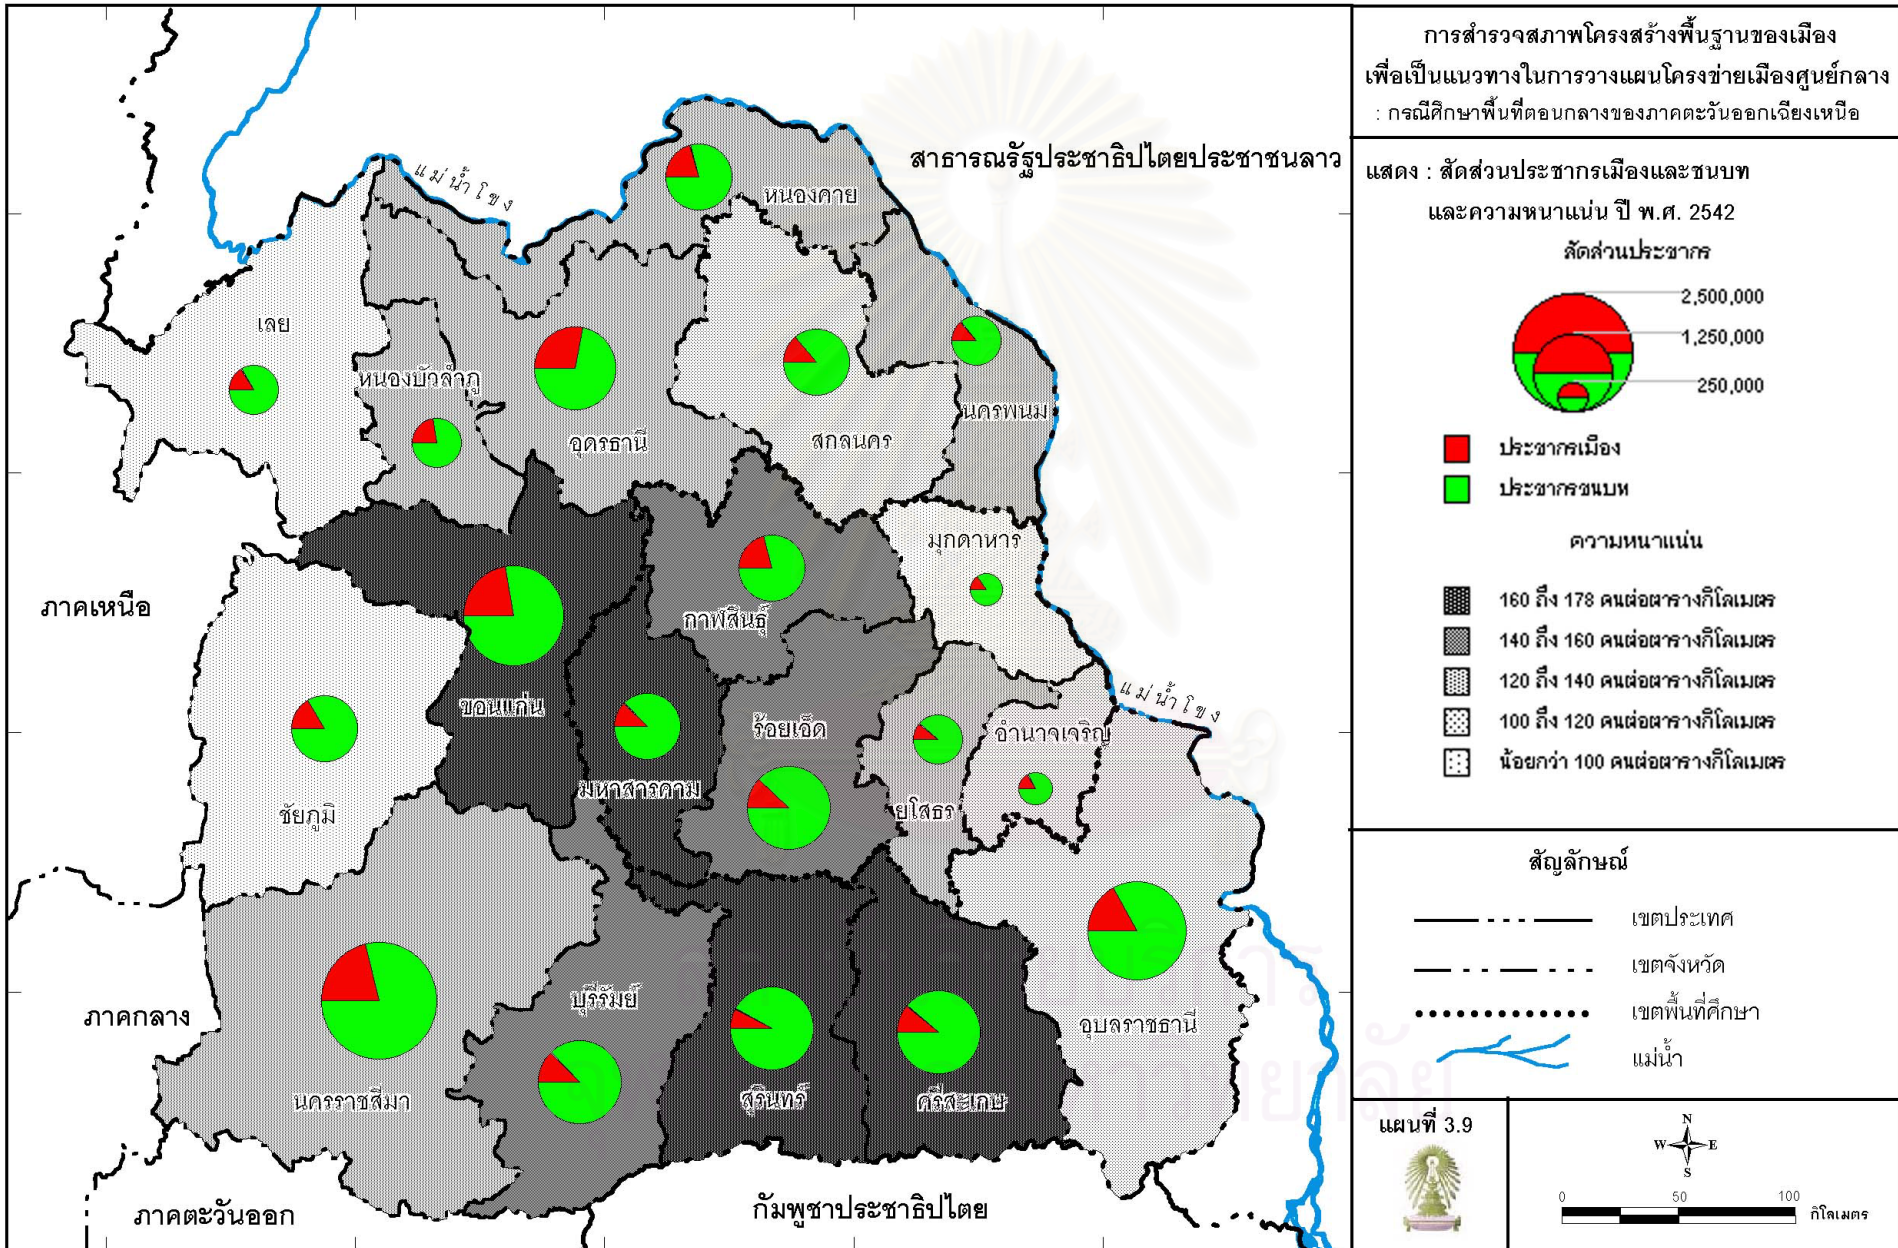 การสำรวจสภาพโครงสร้างพื้นฐานของเมือง
เพื่อเป็นแนวทางในการวางแผนโครงข่ายเมืองศูนย์กลาง
: กรณีศึกษาพื้นที่ตอนกลางของภาคตะวันออกเฉียงเหนือ
แสดง : สัดส่วนประชากรเมืองและชนบท
และความหนาแน่น ปี พ.ศ. 2542
สัดส่วนประชากร
2,500,000
1,250,000
250,000
ประชากรเมือง
ประชากรชนบท
ความหนาแน่น
160 ถึง 178 คนต่อตารางกิโลเมตร
140 ถึง 160 คนต่อตารางกิโลเมตร
120 ถึง 140 คนต่อตารางกิโลเมตร
100 ถึง 120 คนต่อตารางกิโลเมตร
น้อยกว่า 100 คนต่อตารางกิโลเมตร
สัญลักษณ์
เขตประเทศ
เขตจังหวัด
เขตพื้นที่ศึกษา
แม่น้ำ
แผนที่ 3.9
N
W E
S
0 50 100
กิโลเมตร
สาธารณรัฐประชาธิปไตยประชาชนลาว
แม่น้ำโขง
หนองคาย
เลย
หนองบัวลำภู
อุดรธานี
สกลนคร
นครพนม
มุกดาหาร
ภาคเหนือ
กาฬสินธุ์
ขอนแก่น
แม่น้ำโขง
ร้อยเอ็ด
อำนาจเจริญ
มหาสารคาม
ยโสธร
ชัยภูมิ
บุรีรัมย์
ภาคกลาง
อุบลราชธานี
นครราชสีมา
สุรินทร์
ศรีสะเกษ
ภาคตะวันออก
กัมพูชาประชาธิปไตย